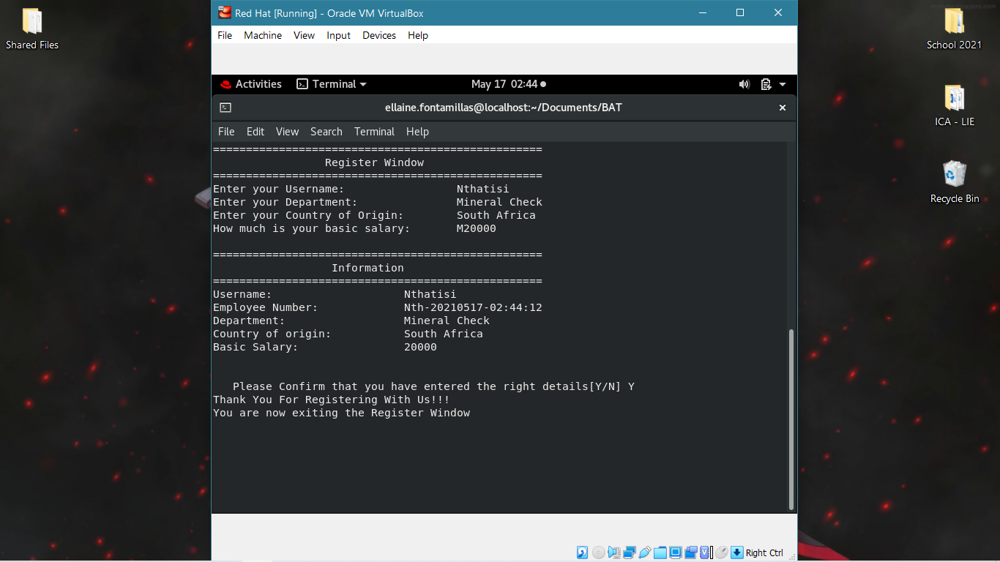 Shared Files
School 2021
ICA - LIE
Recycle Bin
Red Hat [Running] - Oracle VM VirtualBox
File Machine View Input Devices Help
Activities Terminal May 17 02:44
ellaine.fontamillas@localhost:~/Documents/BAT
File Edit View Search Terminal Help
==================================================
Register Window
==================================================
Enter your Username: Nthatisi
Enter your Department: Mineral Check
Enter your Country of Origin: South Africa
How much is your basic salary: M20000
==================================================
Information
==================================================
Username: Nthatisi
Employee Number: Nth-20210517-02:44:12
Department: Mineral Check
Country of origin: South Africa
Basic Salary: 20000
Please Confirm that you have entered the right details[Y/N] Y
Thank You For Registering With Us!!!
You are now exiting the Register Window
Right Ctrl